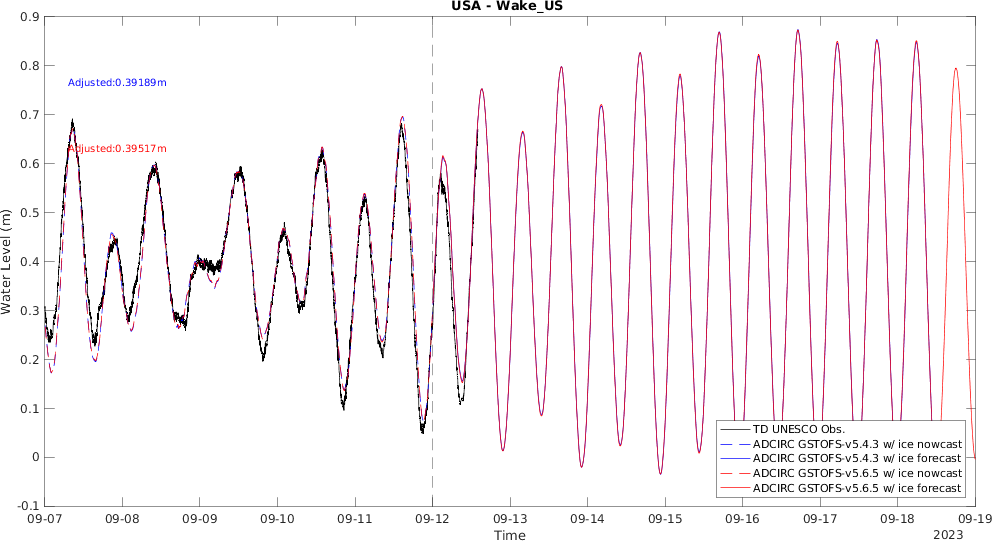 USA - Wake_US
0.9
0.8
0.7
0.6
0.5
0.4
0.3
0.2
0.1
0
-0.1
Water Level (m)
Adjusted:0.39189m
Adjusted:0.39517m
TD UNESCO Obs.
ADCIRC GSTOFS-v5.4.3 w/ ice nowcast
ADCIRC GSTOFS-v5.4.3 w/ ice forecast
ADCIRC GSTOFS-v5.6.5 w/ ice nowcast
ADCIRC GSTOFS-v5.6.5 w/ ice forecast
09-07 09-08 09-09 09-10 09-11 09-12 09-13 09-14 09-15 09-16 09-17 09-18 09-19
Time
2023